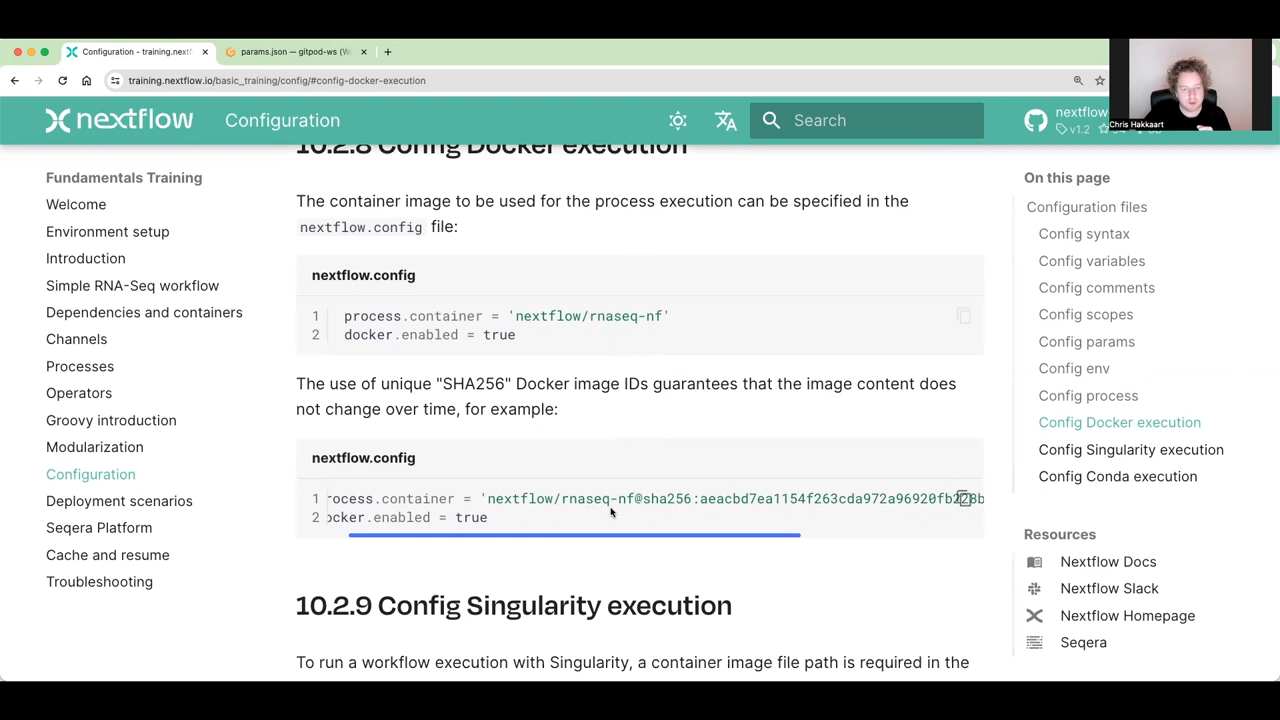 Configuration - training.nextfl
params.json — gitpod-ws (W
training.nextflow.io/basic_training/config/#config-docker-execution
Chris Hakkaart
nextflow
Configuration
Search
nextflow
v1.2
10.2.8 Config Docker execution
Fundamentals Training
Welcome
Environment setup
Introduction
Simple RNA-Seq workflow
Dependencies and containers
Channels
Processes
Operators
Groovy introduction
Modularization
Configuration
Deployment scenarios
Seqera Platform
Cache and resume
Troubleshooting
The container image to be used for the process execution can be specified in the
nextflow.config file:
nextflow.config
1 process.container = 'nextflow/rnaseq-nf'
2 docker.enabled = true
The use of unique "SHA256" Docker image IDs guarantees that the image content does
not change over time, for example:
nextflow.config
1 rocess.container = 'nextflow/rnaseq-nf@sha256:aeacbd7ea1154f263cda972a96920fb
2 ocker.enabled = true
10.2.9 Config Singularity execution
To run a workflow execution with Singularity, a container image file path is required in the
On this page
Configuration files
Config syntax
Config variables
Config comments
Config scopes
Config params
Config env
Config process
Config Docker execution
Config Singularity execution
Config Conda execution
Resources
Nextflow Docs
Nextflow Slack
Nextflow Homepage
Seqera